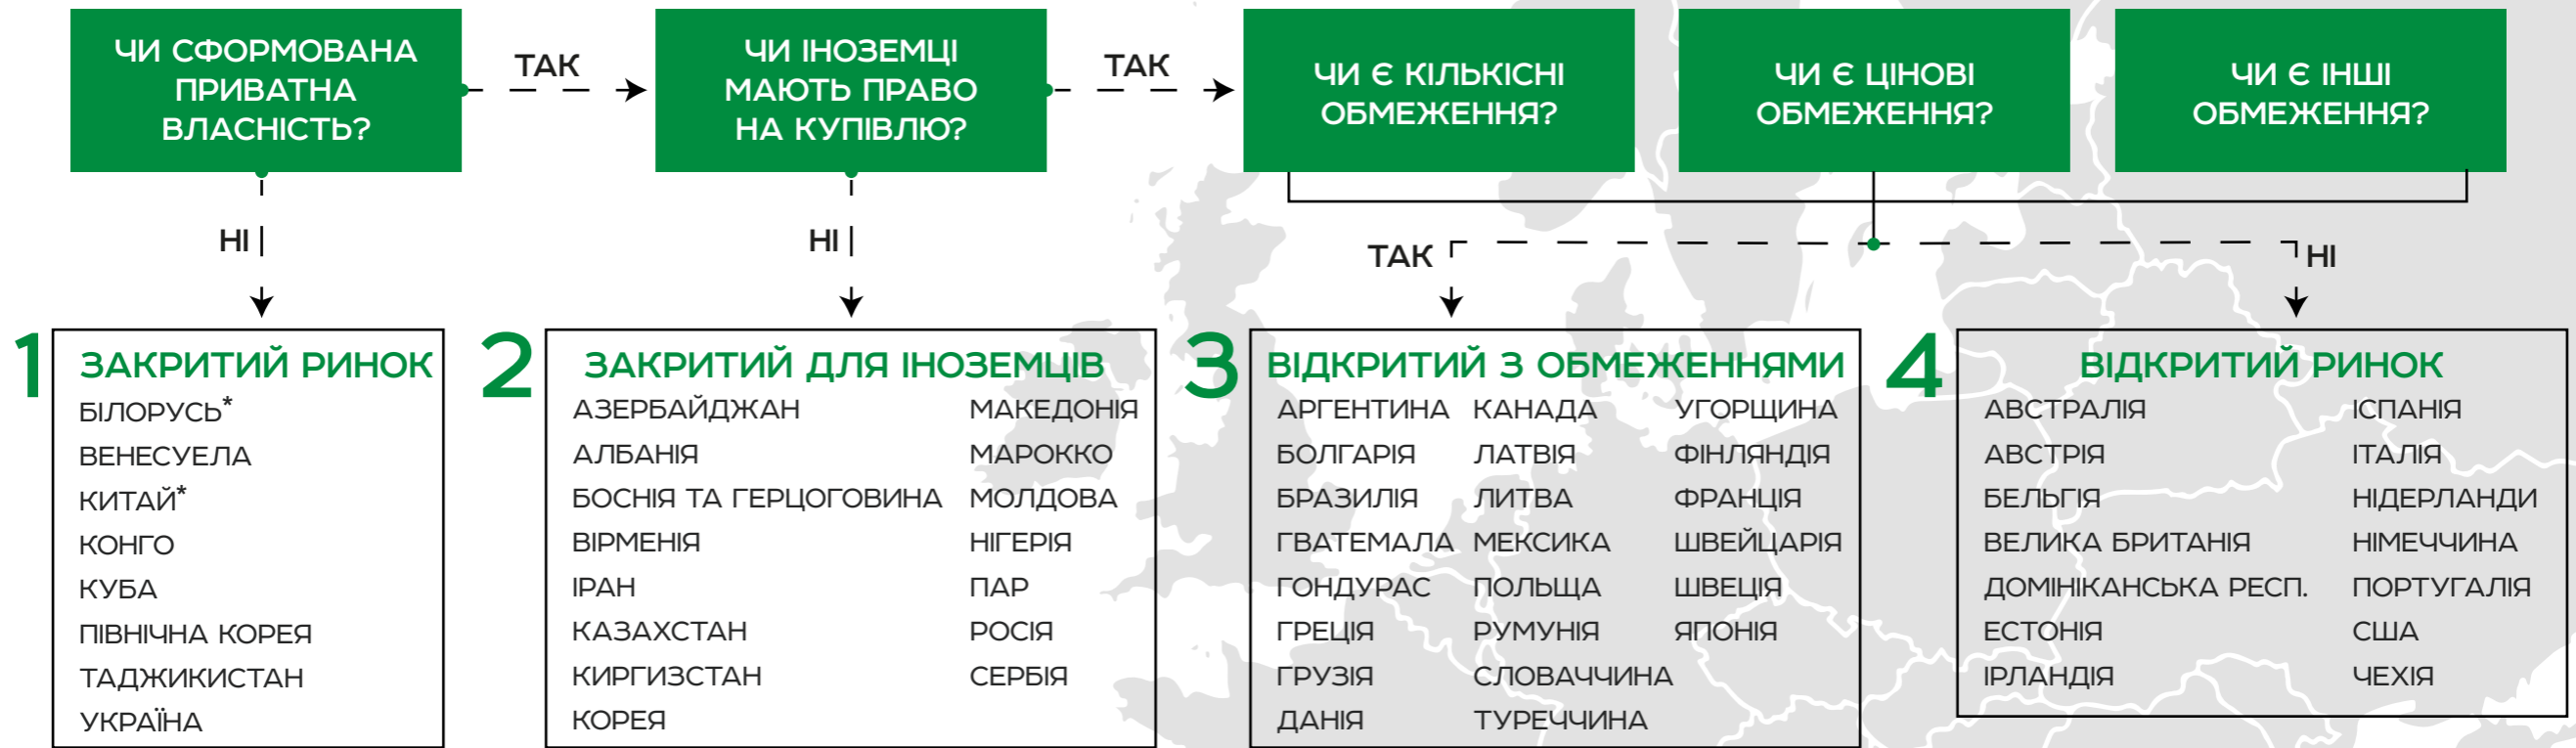 ЧИ СФОРМОВАНА
ПРИВАТНА
ВЛАСНІСТЬ?
ТАК
ЧИ ІНОЗЕМЦІ
МАЮТЬ ПРАВО
НА КУПІВЛЮ?
ТАК
ЧИ Є КІЛЬКІСНІ
ОБМЕЖЕННЯ?
ЧИ Є ЦІНОВІ
ОБМЕЖЕННЯ?
ЧИ Є ІНШІ
ОБМЕЖЕННЯ?
НІ
НІ
ТАК
НІ
1
ЗАКРИТИЙ РИНОК
БІЛОРУСЬ*
ВЕНЕСУЕЛА
КИТАЙ*
КОНГО
КУБА
ПІВНІЧНА КОРЕЯ
ТАДЖИКИСТАН
УКРАЇНА
2
ЗАКРИТИЙ ДЛЯ ІНОЗЕМЦІВ
АЗЕРБАЙДЖАН
АЛБАНІЯ
БОСНІЯ ТА ГЕРЦОГОВИНА
ВІРМЕНІЯ
ІРАН
КАЗАХСТАН
КИРГИЗСТАН
КОРЕЯ
МАКЕДОНІЯ
МАРОККО
МОЛДОВА
НІГЕРІЯ
ПАР
РОСІЯ
СЕРБІЯ
3
ВІДКРИТИЙ З ОБМЕЖЕННЯМИ
АРГЕНТИНА
БОЛГАРІЯ
БРАЗИЛІЯ
ГВАТЕМАЛА
ГОНДУРАС
ГРЕЦІЯ
ГРУЗІЯ
ДАНІЯ
КАНАДА
ЛАТВІЯ
ЛИТВА
МЕКСИКА
ПОЛЬЩА
РУМУНІЯ
СЛОВАЧЧИНА
ТУРЕЧЧИНА
УГОРЩИНА
ФІНЛЯНДІЯ
ФРАНЦІЯ
ШВЕЙЦАРІЯ
ШВЕЦІЯ
ЯПОНІЯ
4
ВІДКРИТИЙ РИНОК
АВСТРАЛІЯ
АВСТРІЯ
БЕЛЬГІЯ
ВЕЛИКА БРИТАНІЯ
ДОМІНІКАНСЬКА РЕСП.
ЕСТОНІЯ
ІРЛАНДІЯ
ІСПАНІЯ
ІТАЛІЯ
НІДЕРЛАНДИ
НІМЕЧЧИНА
ПОРТУГАЛІЯ
США
ЧЕХІЯ